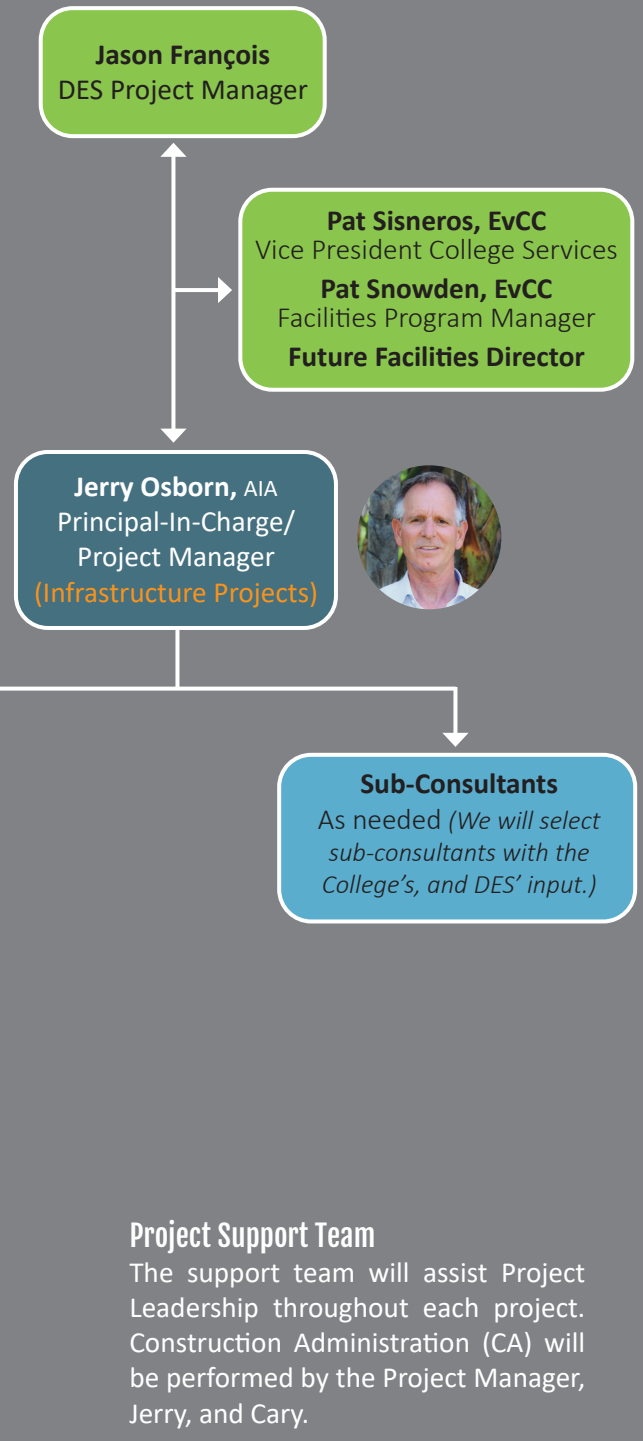 Jason François
DES Project Manager
Pat Sisneros, EvCC
Vice President College Services
Pat Snowden, EvCC
Facilities Program Manager
Future Facilities Director
Jerry Osborn, AIA
Principal-In-Charge/
Project Manager
(Infrastructure Projects)
Sub-Consultants
As needed (We will select
sub-consultants with the
College's, and DES' input.)
Project Support Team
The support team will assist Project
Leadership throughout each project.
Construction Administration (CA) will
be performed by the Project Manager,
Jerry, and Cary.